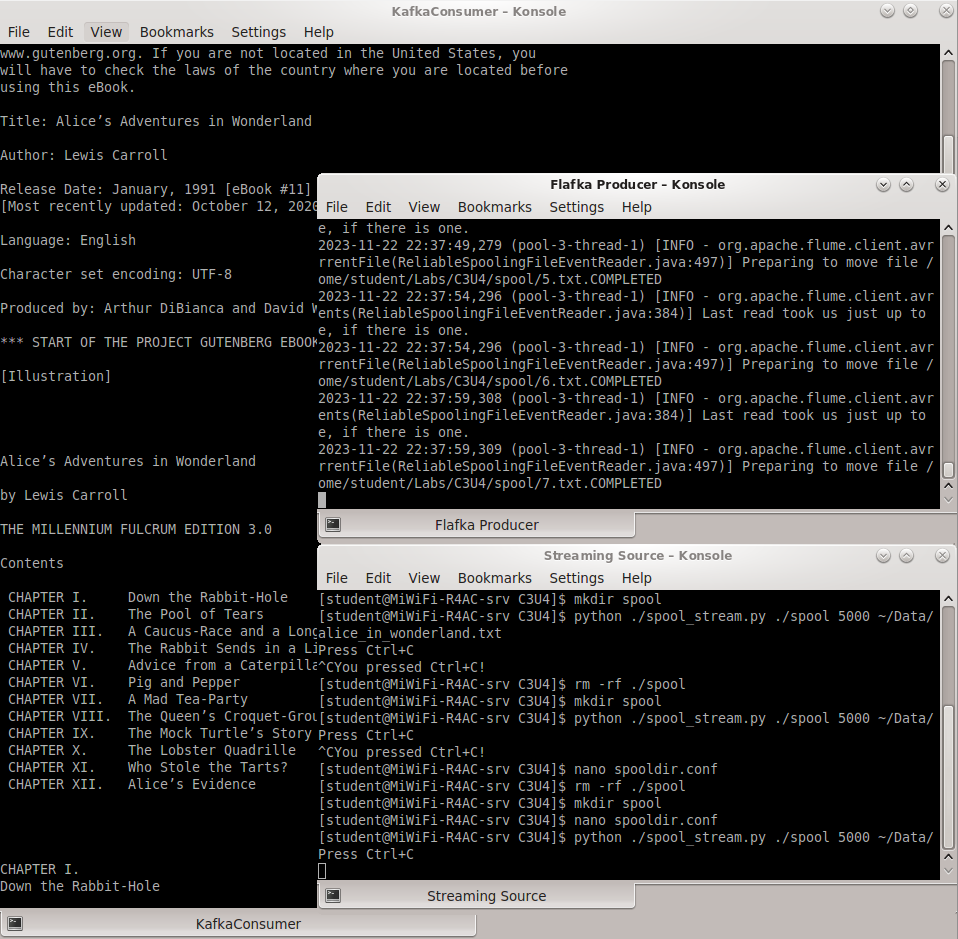 KafkaConsumer – Konsole
File Edit View Bookmarks Settings Help
www.gutenberg.org. If you are not located in the United States, you
will have to check the laws of the country where you are located before
using this eBook.
Title: Alice’s Adventures in Wonderland
Author: Lewis Carroll
Release Date: January, 1991 [eBook #11]
[Most recently updated: October 12, 2020
Language: English
Character set encoding: UTF-8
Produced by: Arthur DiBianca and David W
*** START OF THE PROJECT GUTENBERG EBOOK
[Illustration]
Alice’s Adventures in Wonderland
by Lewis Carroll
THE MILLENNIUM FULCRUM EDITION 3.0
Contents
CHAPTER I. Down the Rabbit-Hole
CHAPTER II. The Pool of Tears
CHAPTER III. A Caucus-Race and a Long
CHAPTER IV. The Rabbit Sends in a Li
CHAPTER V. Advice from a Caterpilla
CHAPTER VI. Pig and Pepper
CHAPTER VII. A Mad Tea-Party
CHAPTER VIII. The Queen’s Croquet-Grou
CHAPTER IX. The Mock Turtle’s Story
CHAPTER X. The Lobster Quadrille
CHAPTER XI. Who Stole the Tarts?
CHAPTER XII. Alice’s Evidence
CHAPTER I.
Down the Rabbit-Hole
KafkaConsumer
Flafka Producer – Konsole
File Edit View Bookmarks Settings Help
e, if there is one.
2023-11-22 22:37:49,279 (pool-3-thread-1) [INFO - org.apache.flume.client.avr
rrentFile(ReliableSpoolingFileEventReader.java:497)] Preparing to move file /
ome/student/Labs/C3U4/spool/5.txt.COMPLETED
2023-11-22 22:37:54,296 (pool-3-thread-1) [INFO - org.apache.flume.client.avr
ents(ReliableSpoolingFileEventReader.java:384)] Last read took us just up to
e, if there is one.
2023-11-22 22:37:54,296 (pool-3-thread-1) [INFO - org.apache.flume.client.avr
rrentFile(ReliableSpoolingFileEventReader.java:497)] Preparing to move file /
ome/student/Labs/C3U4/spool/6.txt.COMPLETED
2023-11-22 22:37:59,308 (pool-3-thread-1) [INFO - org.apache.flume.client.avr
ents(ReliableSpoolingFileEventReader.java:384)] Last read took us just up to
e, if there is one.
2023-11-22 22:37:59,309 (pool-3-thread-1) [INFO - org.apache.flume.client.avr
rrentFile(ReliableSpoolingFileEventReader.java:497)] Preparing to move file /
ome/student/Labs/C3U4/spool/7.txt.COMPLETED
Flafka Producer
Streaming Source – Konsole
File Edit View Bookmarks Settings Help
[student@MiWiFi-R4AC-srv C3U4]$ mkdir spool
[student@MiWiFi-R4AC-srv C3U4]$ python ./spool_stream.py ./spool 5000 ~/Data/
alice_in_wonderland.txt
Press Ctrl+C
^CYou pressed Ctrl+C!
[student@MiWiFi-R4AC-srv C3U4]$ rm -rf ./spool
[student@MiWiFi-R4AC-srv C3U4]$ mkdir spool
[student@MiWiFi-R4AC-srv C3U4]$ python ./spool_stream.py ./spool 5000 ~/Data/
Press Ctrl+C
^CYou pressed Ctrl+C!
[student@MiWiFi-R4AC-srv C3U4]$ nano spooldir.conf
[student@MiWiFi-R4AC-srv C3U4]$ rm -rf ./spool
[student@MiWiFi-R4AC-srv C3U4]$ mkdir spool
[student@MiWiFi-R4AC-srv C3U4]$ nano spooldir.conf
[student@MiWiFi-R4AC-srv C3U4]$ python ./spool_stream.py ./spool 5000 ~/Data/
Press Ctrl+C
Streaming Source